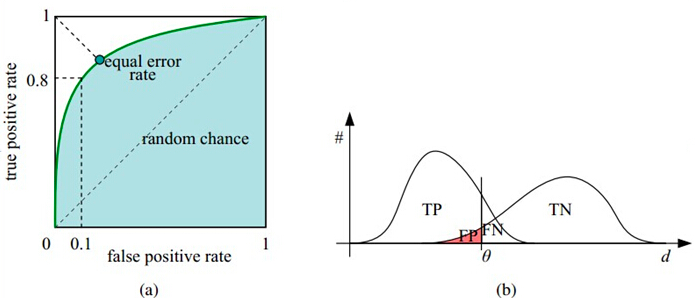 1
equal error
rate
0.8
random chance
true positive rate
0
0.1
1
false positive rate
(a)
#
TP
TN
FP
FN
θ
d
(b)